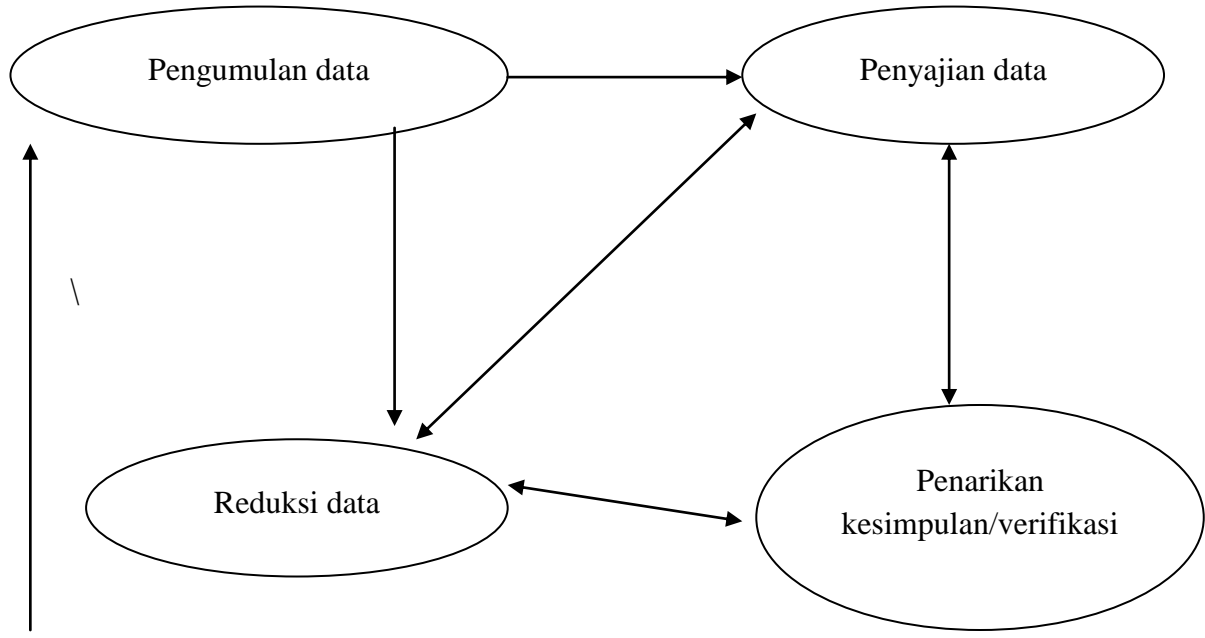 Pengumulan data
Penyajian data
\
Reduksi data
Penarikan
kesimpulan/verifikasi